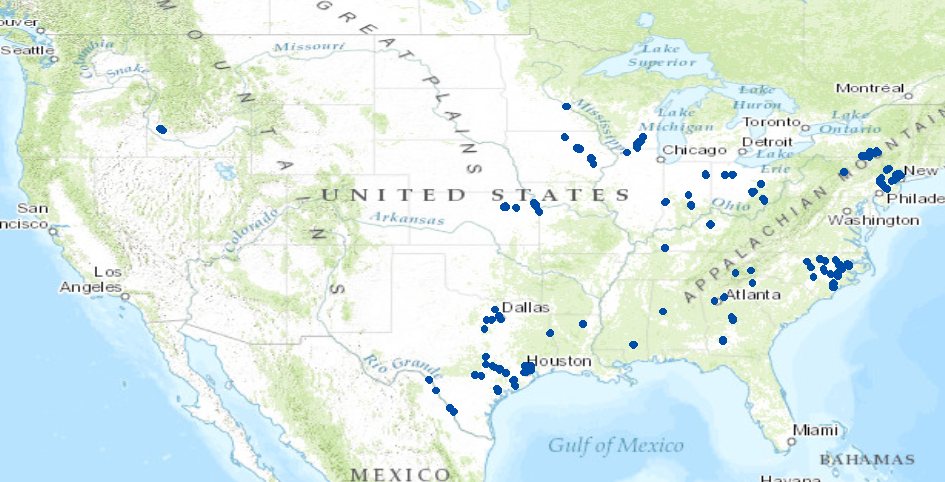 ouver
Seattle
Columbia
Snake
Missouri
GREAT PLAINS
MOUNTAINS
Lake
Superior
Mississippi
Lake
Michigan
Lake
Huron
Montréal
Toronto
Lake
Ontario
Detroit
Chicago
Lake
Erie
New
Philade
Washington
UNITED STATES
Ohio
APPALACHIAN MOUNTAIN
San
ncisco
Colorado
Arkansas
Los
Angeles
Atlanta
Dallas
Houston
Rio Grande
Gulf of Mexico
Miami
BAHAMAS
MEXICO
Havana